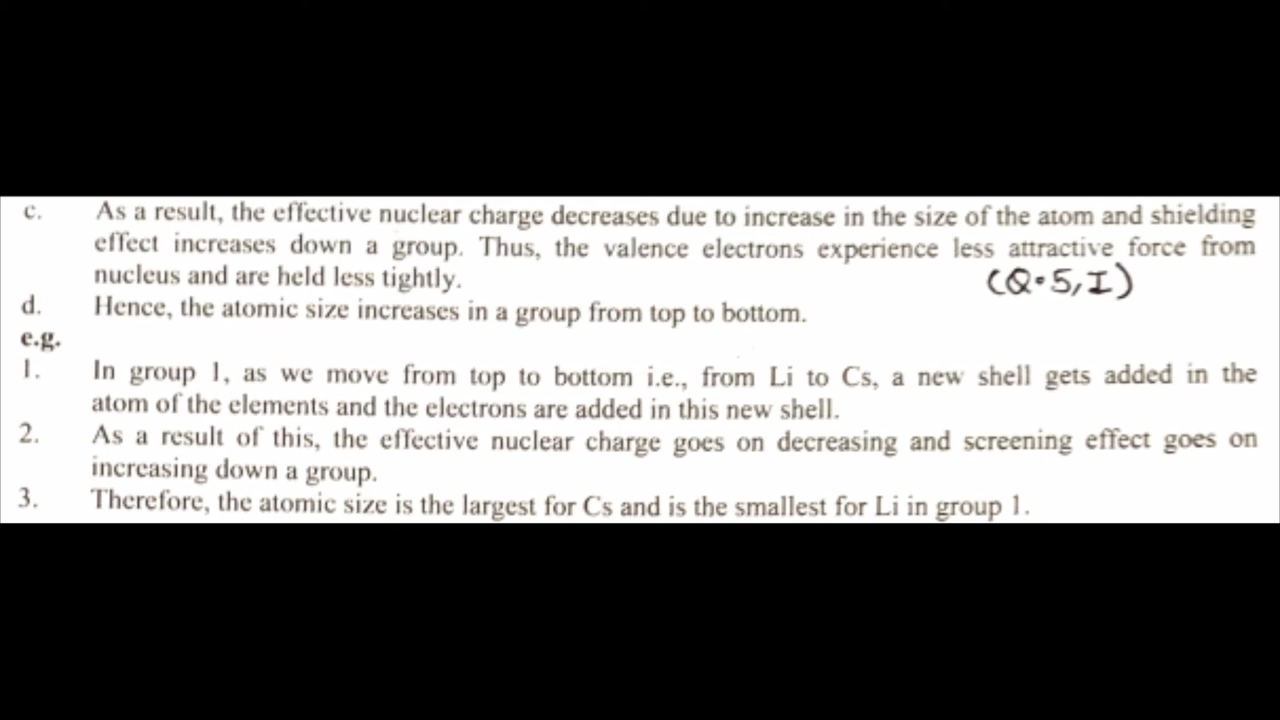 c. As a result, the effective nuclear charge decreases due to increase in the size of the atom and shielding
effect increases down a group. Thus, the valence electrons experience less attractive force from
nucleus and are held less tightly.
(Q.5,I)
d. Hence, the atomic size increases in a group from top to bottom.
e.g.
1. In group 1, as we move from top to bottom i.e., from Li to Cs, a new shell gets added in the
atom of the elements and the electrons are added in this new shell.
2. As a result of this, the effective nuclear charge goes on decreasing and screening effect goes on
increasing down a group.
3. Therefore, the atomic size is the largest for Cs and is the smallest for Li in group 1.